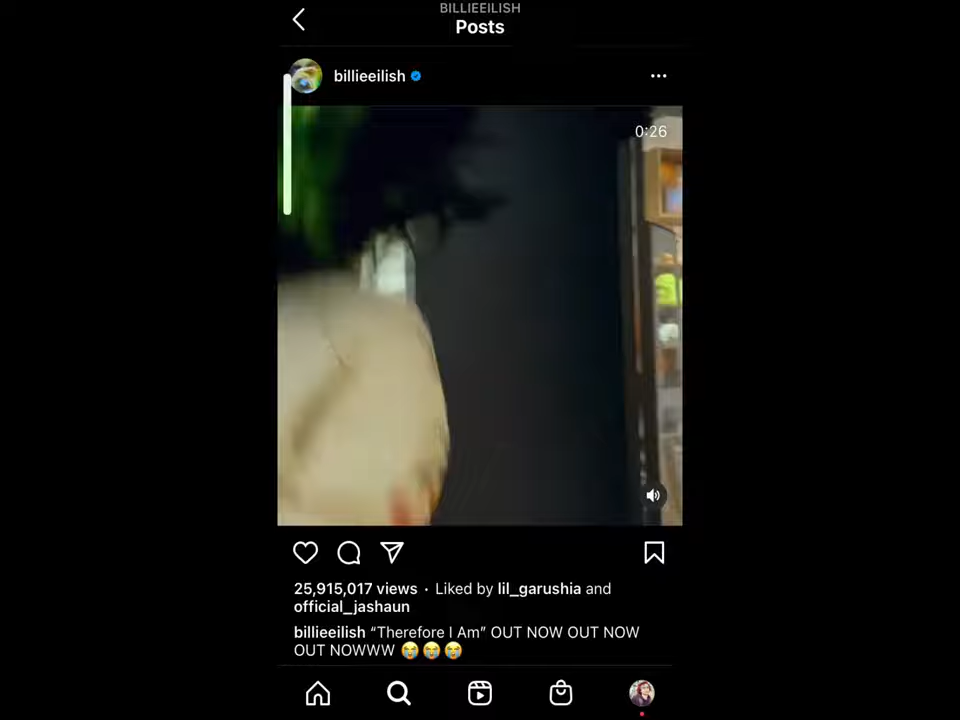 BILLIEEILISH
Posts
billieeilish
0:26
25,915,017 views · Liked by lil_garushia and
official_jashaun
billieeilish “Therefore I Am” OUT NOW OUT NOW
OUT NOWWW 😭😭😭